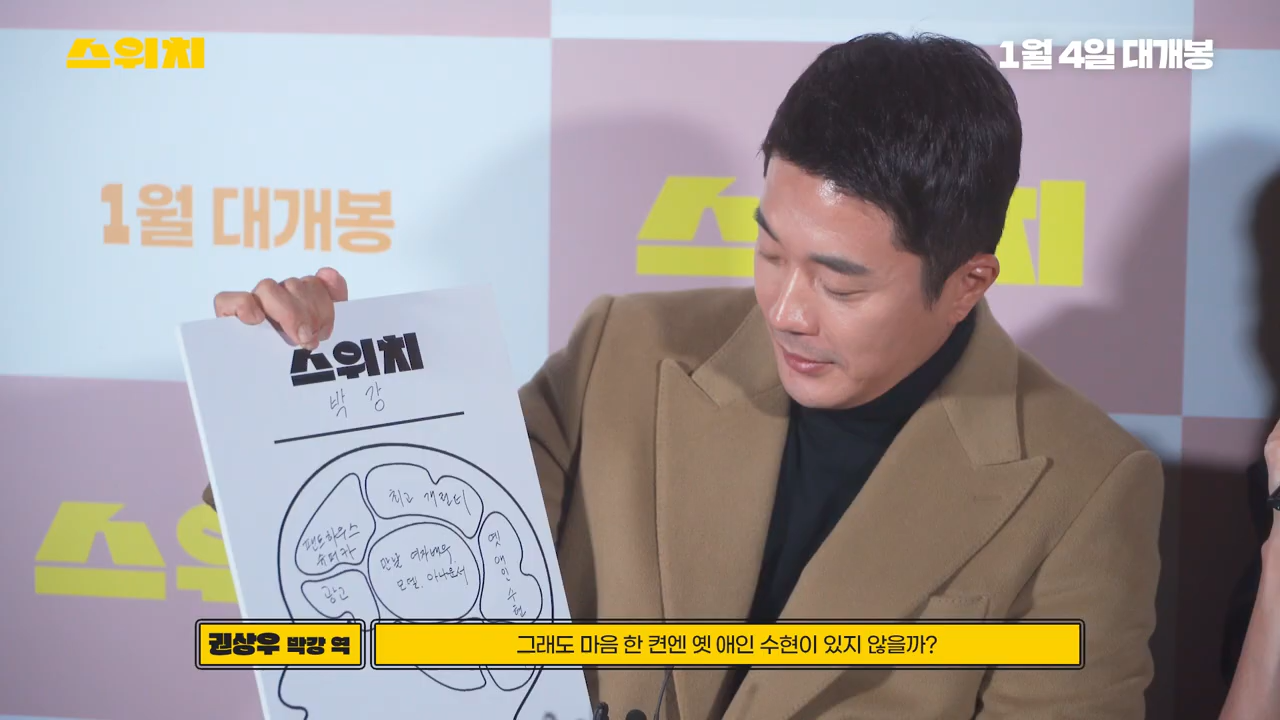 스위치
1월 4일 대개봉
1월 대개봉
스위치
스위치
박 강
최고 개런티
펜트하우스
슈퍼카
만날 여자배우
모델, 아나운서
옛애인수현
광고
권상우 박강 역
그래도 마음 한 켠엔 옛 애인 수현이 있지 않을까?